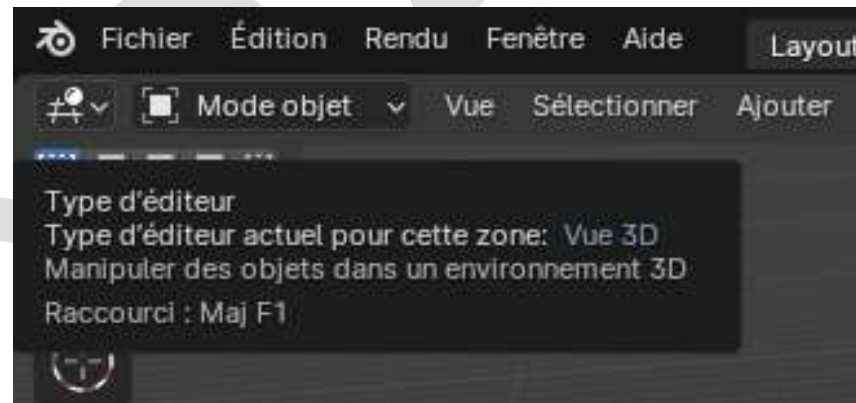 Fichier Édition Rendu Fenêtre Aide Layout
Mode objet Vue Sélectionner Ajouter
Type d'éditeur
Type d'éditeur actuel pour cette zone: Vue 3D
Manipuler des objets dans un environnement 3D
Raccourci : Maj F1